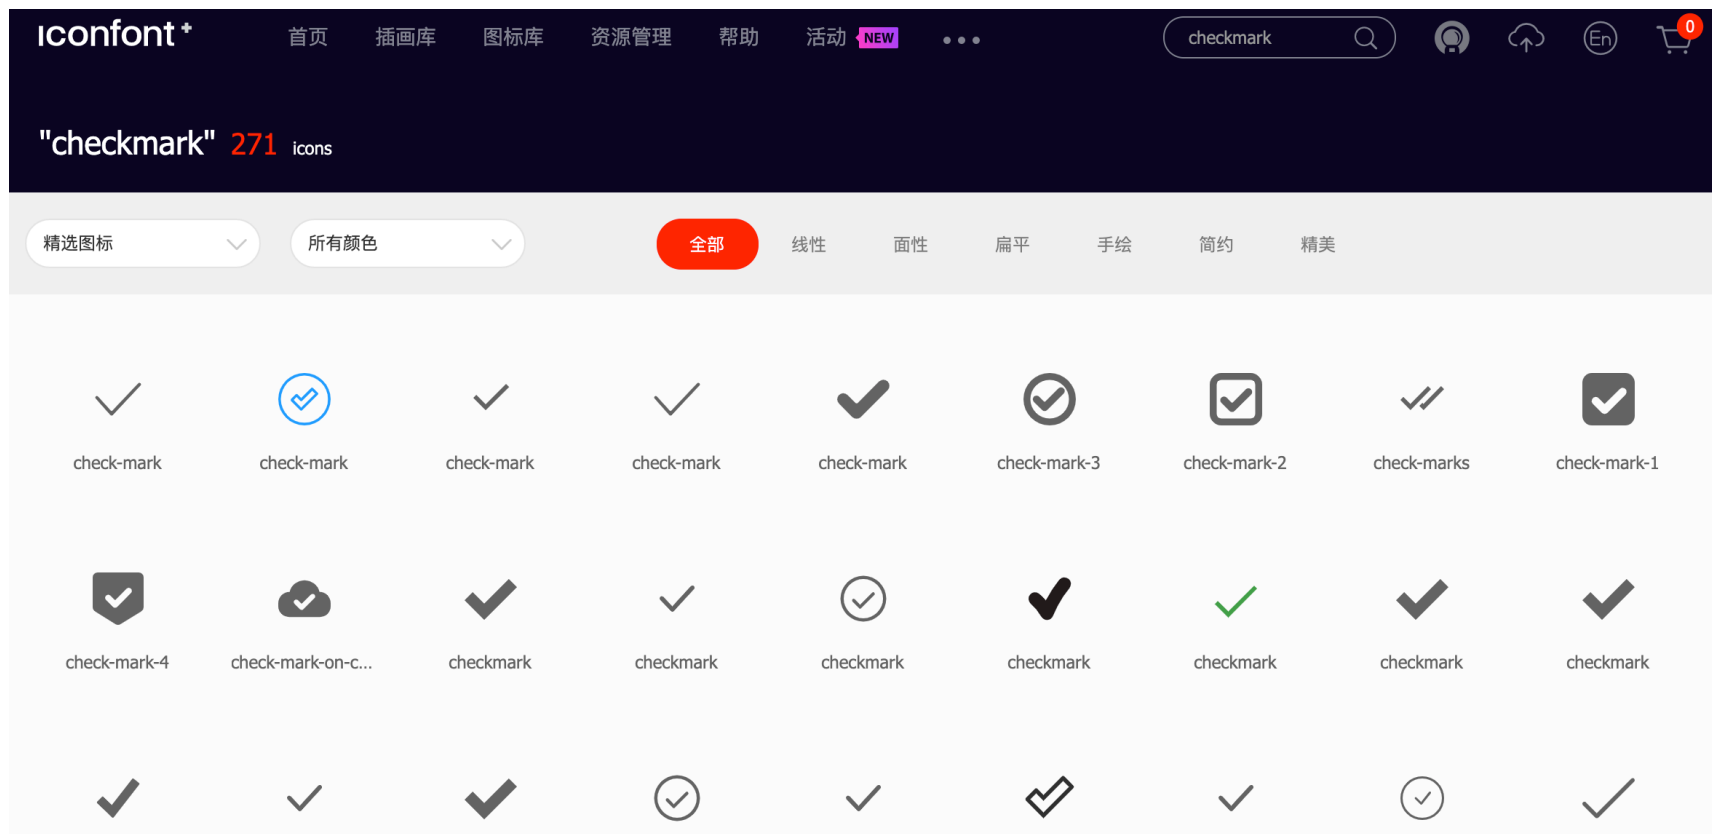 iconfont+ 首页 插画库 图标库 资源管理 帮助 活动 NEW ••• checkmark En 0
"checkmark" 271 icons
精选图标 所有颜色 全部 线性 面性 扁平 手绘 简约 精美
check-mark check-mark check-mark check-mark check-mark check-mark-3 check-mark-2 check-marks check-mark-1
check-mark-4 check-mark-on-c... checkmark checkmark checkmark checkmark checkmark checkmark checkmark